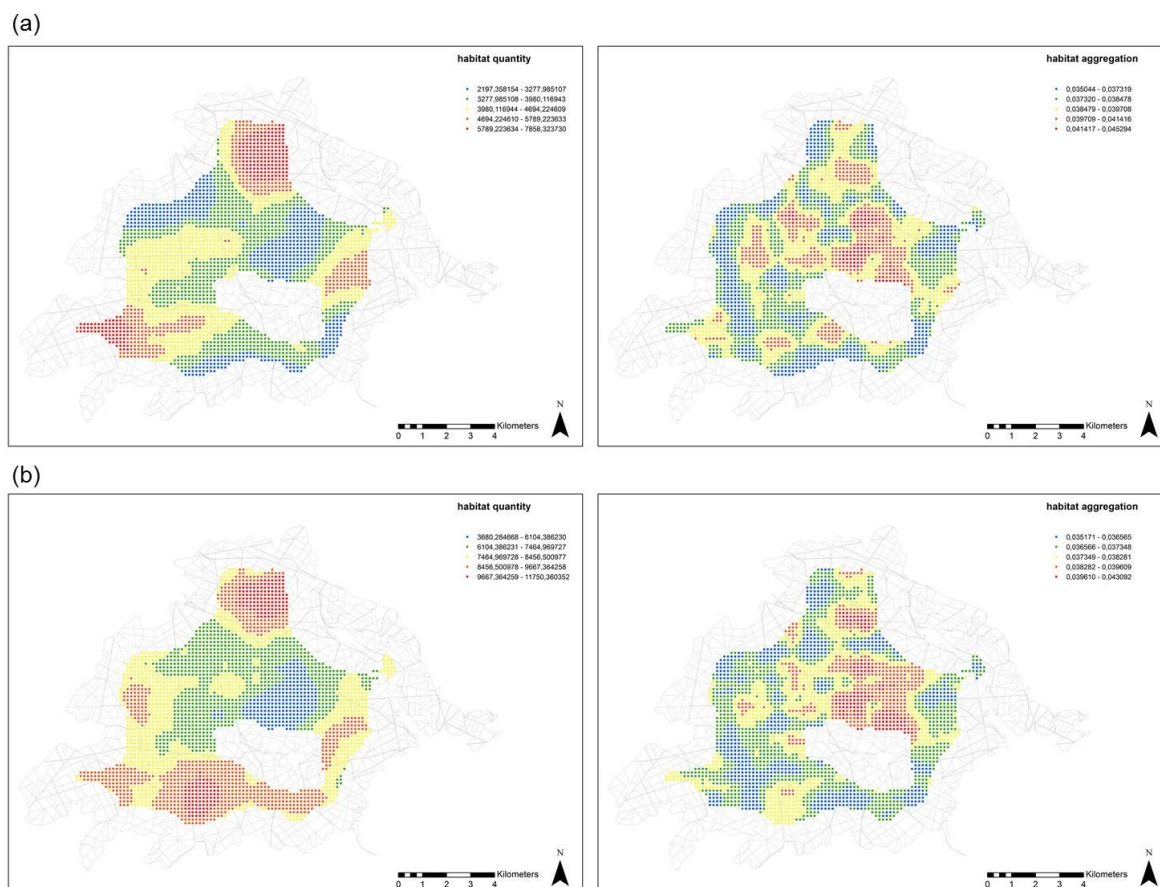 (a)
habitat quantity
2197,358154 - 3277,985107
3277,985108 - 3980,116943
3980,116944 - 4694,224609
4694,224610 - 5789,223633
5789,223634 - 7858,323730
N
Kilometers
0 1 2 3 4
habitat aggregation
0,035044 - 0,037319
0,037320 - 0,038478
0,038479 - 0,039708
0,039709 - 0,041416
0,041417 - 0,045294
N
Kilometers
0 1 2 3 4
(b)
habitat quantity
3680,284668 - 6104,386230
6104,386231 - 7464,969727
7464,969728 - 8456,500977
8456,500978 - 9667,364258
9667,364259 - 11750,360352
N
Kilometers
0 1 2 3 4
habitat aggregation
0,035171 - 0,036565
0,036566 - 0,037348
0,037349 - 0,038281
0,038282 - 0,039609
0,039610 - 0,043092
N
Kilometers
0 1 2 3 4